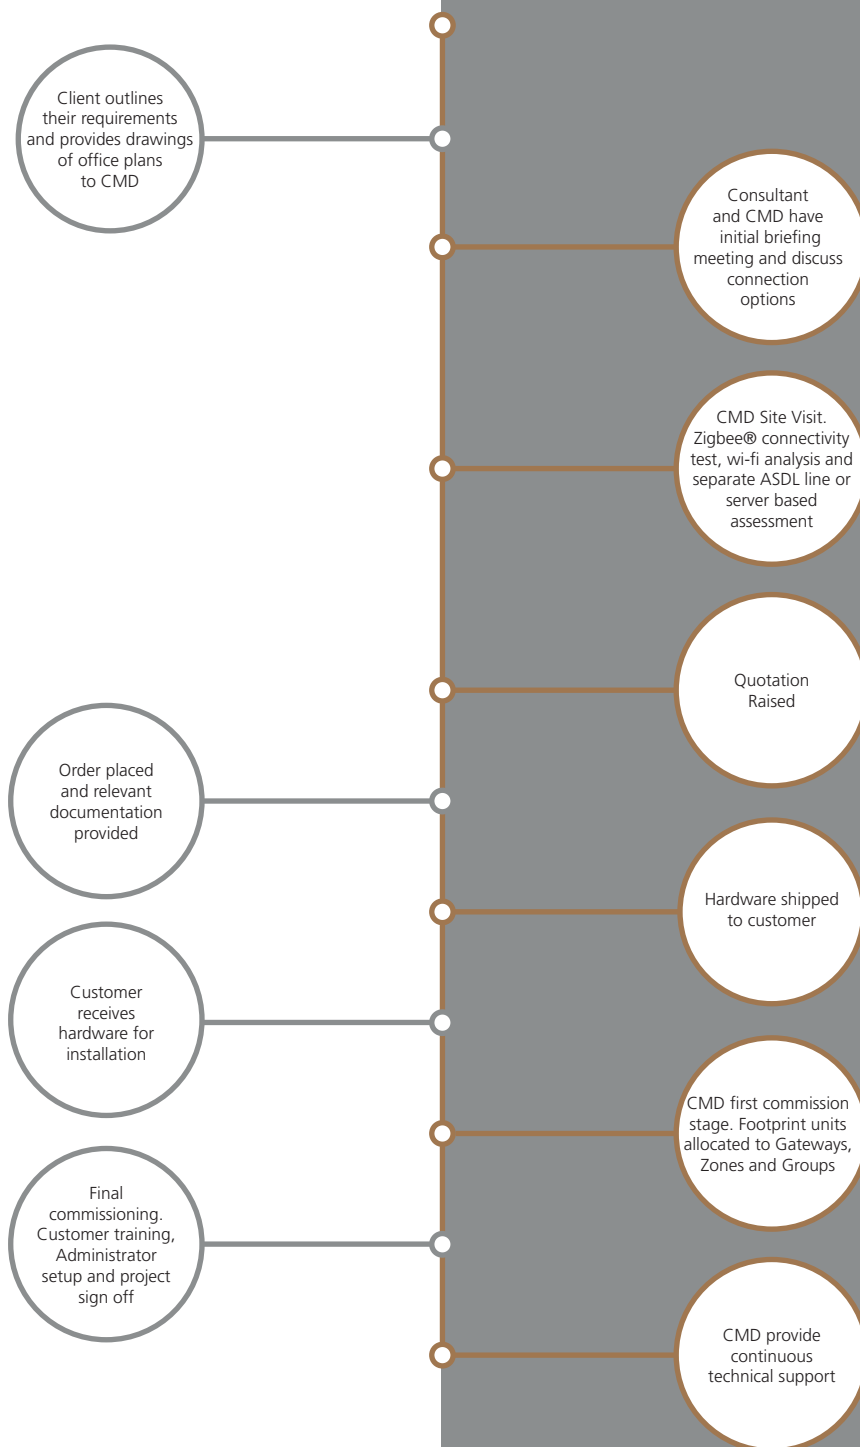 Client outlines
their requirements
and provides drawings
of office plans
to CMD
Consultant
and CMD have
initial briefing
meeting and discuss
connection
options
CMD Site Visit.
Zigbee® connectivity
test, wi-fi analysis and
separate ASDL line or
server based
assessment
Quotation
Raised
Order placed
and relevant
documentation
provided
Hardware shipped
to customer
Customer
receives
hardware for
installation
CMD first commission
stage. Footprint units
allocated to Gateways,
Zones and Groups
Final
commissioning.
Customer training,
Administrator
setup and project
sign off
CMD provide
continuous
technical support